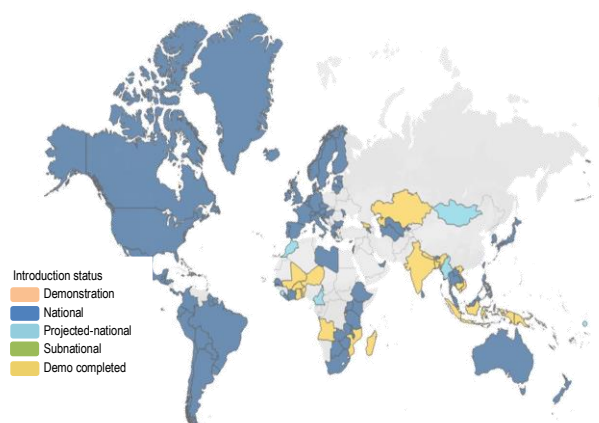 Introduction status
Demonstration
National
Projected-national
Subnational
Demo completed